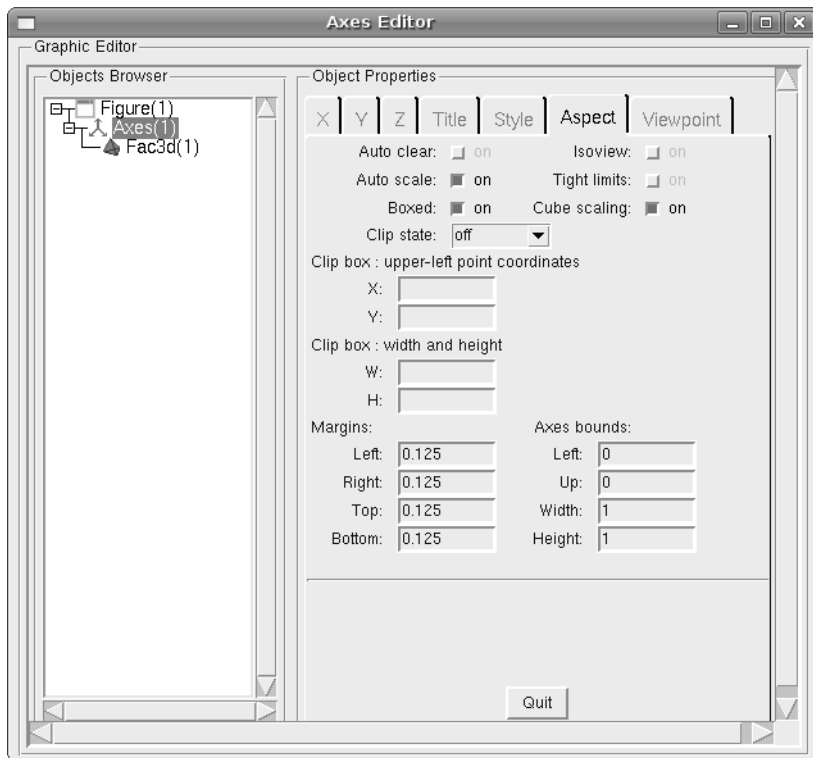 Axes Editor
Graphic Editor
Objects Browser
Figure(1)
Axes(1)
Fac3d(1)
Object Properties
X Y Z Title Style Aspect Viewpoint
Auto clear: on Isoview: on
Auto scale: on Tight limits: on
Boxed: on Cube scaling: on
Clip state: off
Clip box : upper-left point coordinates
X:
Y:
Clip box : width and height
W:
H:
Margins: Axes bounds:
Left: 0.125 Left: 0
Right: 0.125 Up: 0
Top: 0.125 Width: 1
Bottom: 0.125 Height: 1
Quit